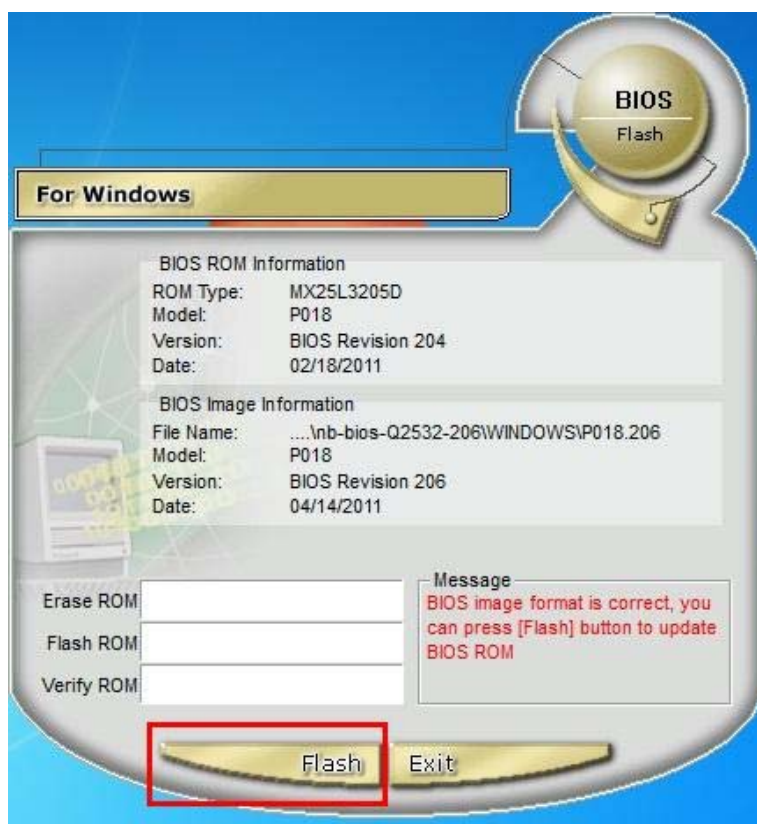 BIOS
Flash
For Windows
BIOS ROM Information
ROM Type: MX25L3205D
Model: P018
Version: BIOS Revision 204
Date: 02/18/2011
BIOS Image Information
File Name: ....\nb-bios-Q2532-206\WINDOWS\P018.206
Model: P018
Version: BIOS Revision 206
Date: 04/14/2011
Erase ROM
Flash ROM
Verify ROM
Message
BIOS image format is correct, you
can press [Flash] button to update
BIOS ROM
Flash Exit